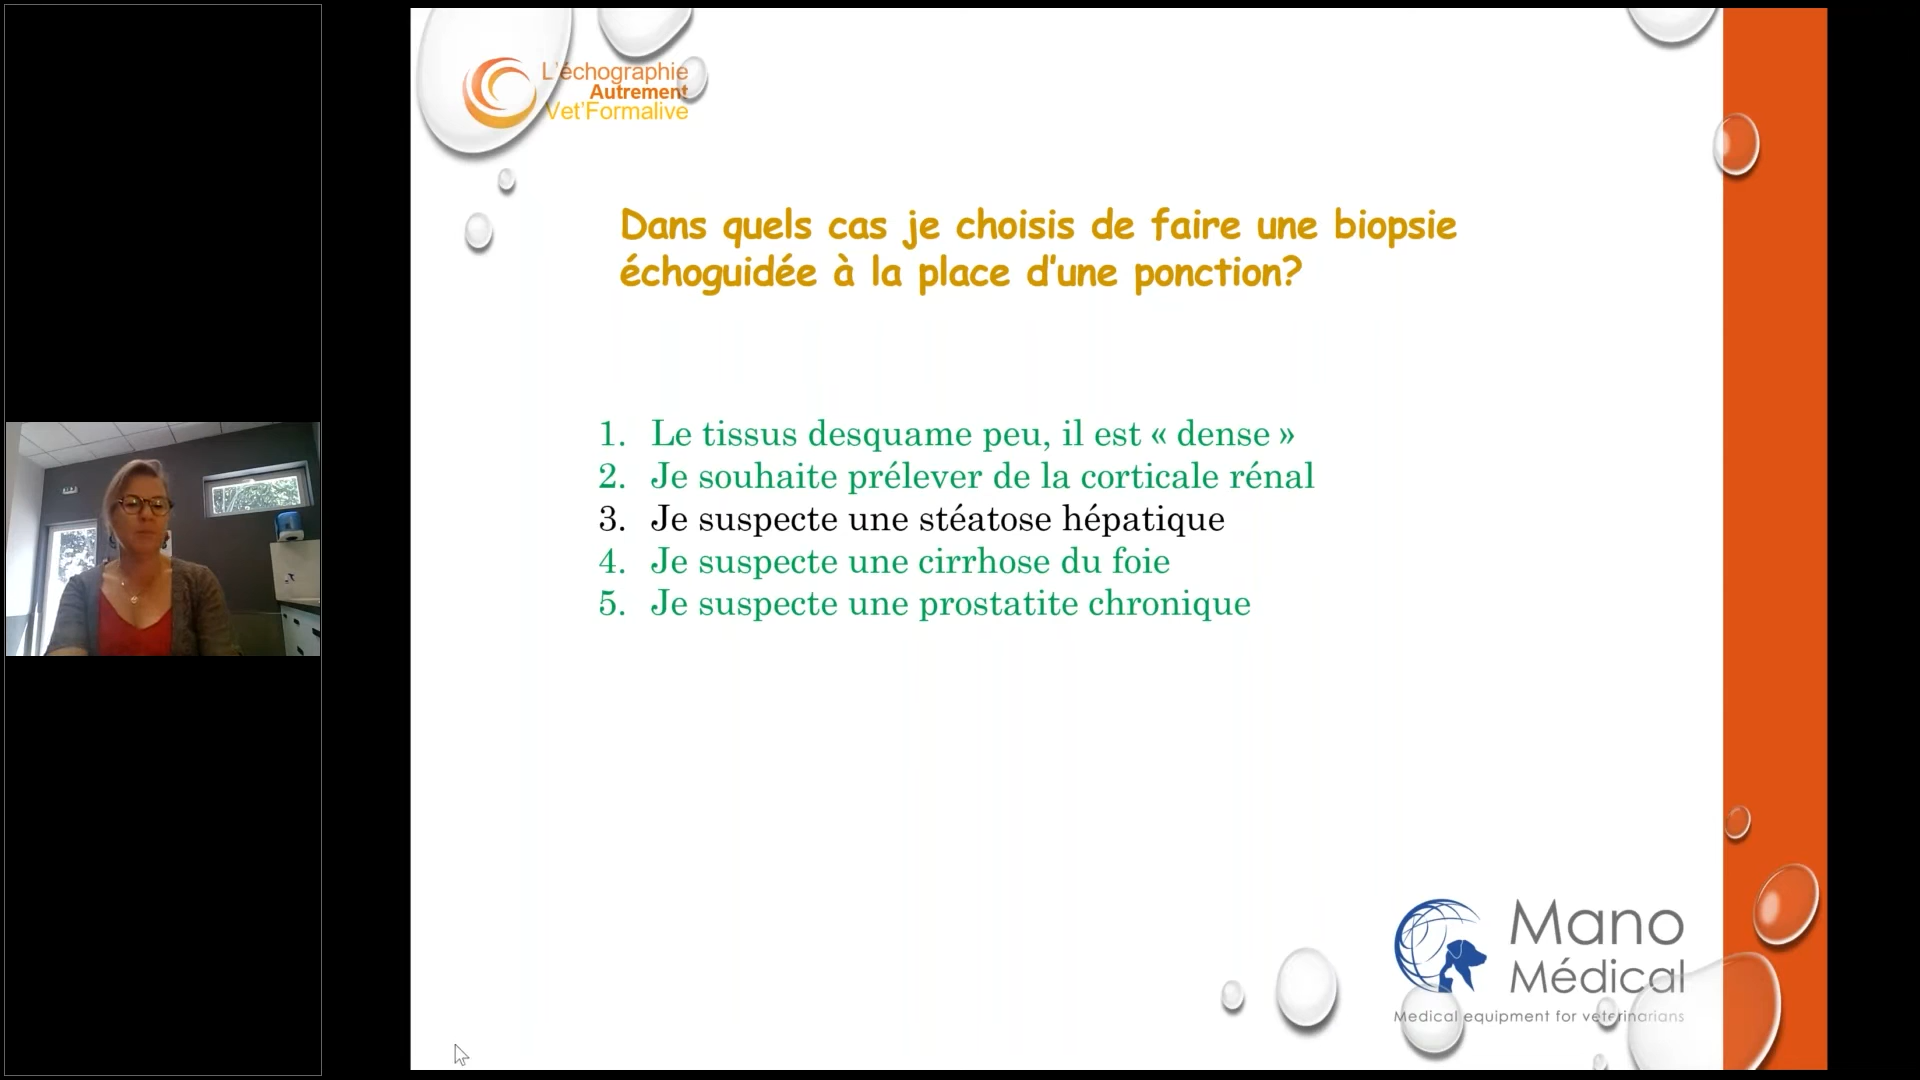 L'échographie
Autrement
Vet'Formalive
Dans quels cas je choisis de faire une biopsie
échoguidée à la place d'une ponction?
1. Le tissus desquame peu, il est « dense »
2. Je souhaite prélever de la corticale rénal
3. Je suspecte une stéatose hépatique
4. Je suspecte une cirrhose du foie
5. Je suspecte une prostatite chronique
Mano
Médical
Medical equipment for veterinarians